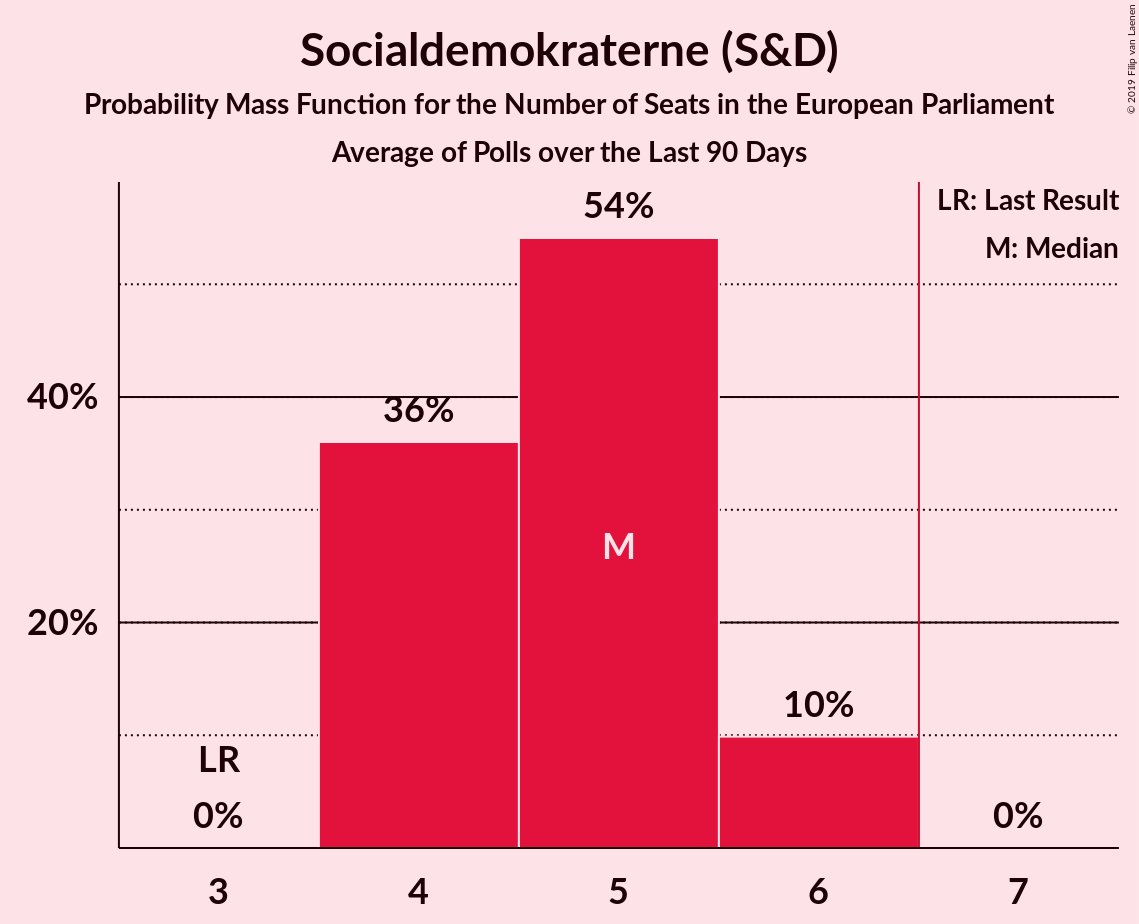 Socialdemokraterne (S&D)
Probability Mass Function for the Number of Seats in the European Parliament
Average of Polls over the Last 90 Days
© 2019 Filip van Laenen
LR: Last Result
M: Median
54%
40%
36%
M
20%
10%
LR
0%
0%
3
4
5
6
7